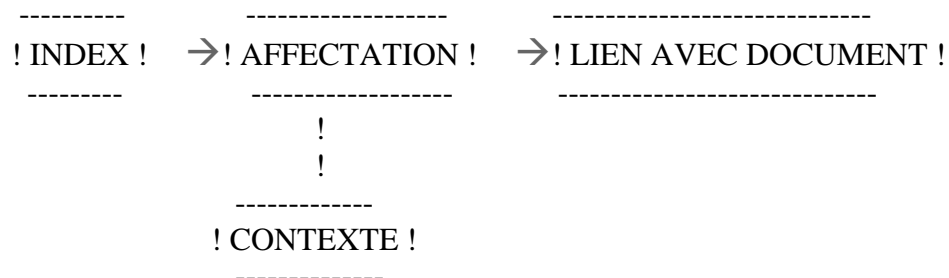 ----------          -------------------          ------------------------------
! INDEX !    →! AFFECTATION !    →! LIEN AVEC DOCUMENT !
---------            -------------------          ------------------------------
!
!
-------------
! CONTEXTE !
--------------